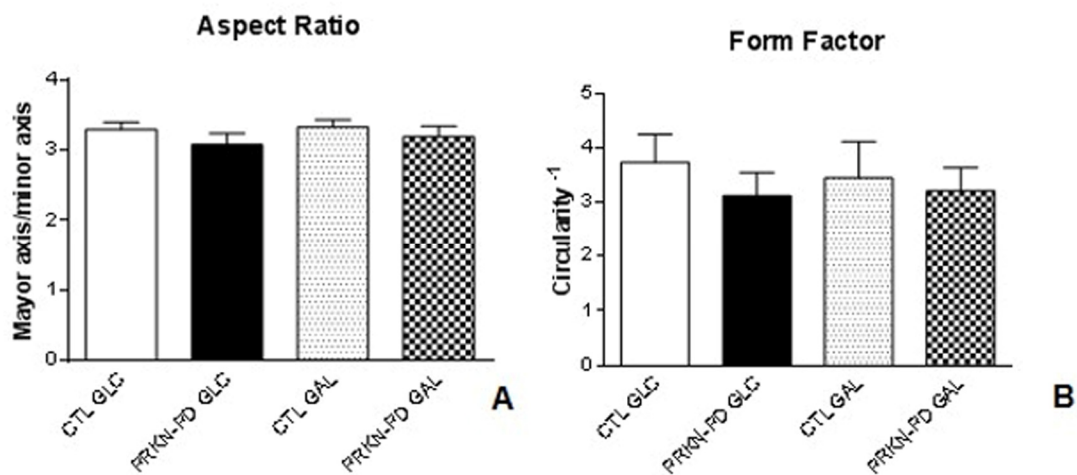 Aspect Ratio
Mayor axis/minor axis
4
3
2
1
0
CTL GLC
PRKN-PD GLC
CTL GAL
PRKN-PD GAL
A
Form Factor
Circularity -1
5
4
3
2
1
0
CTL GLC
PRKN-PD GLC
CTL GAL
PRKN-PD GAL
B